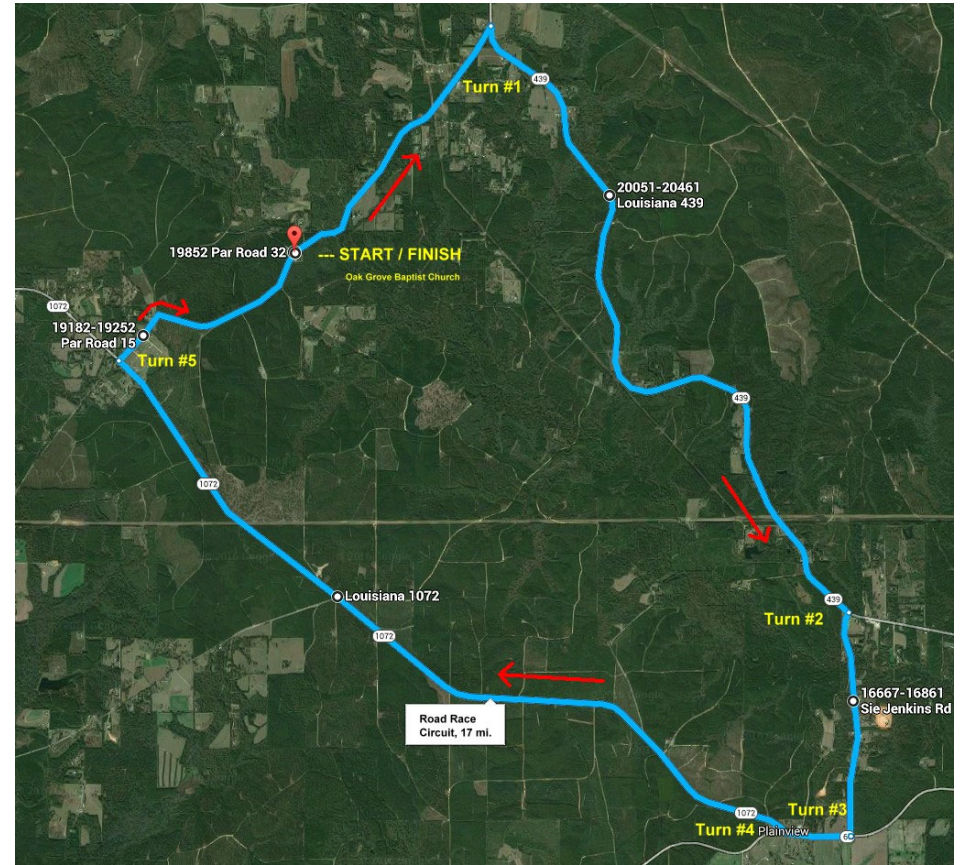 Turn #1
439
20051-20461
Louisiana 439
19852 Par Road 32
--- START / FINISH
Oak Grove Baptist Church
1072
19182-19252
Par Road 15
Turn #5
439
1072
Louisiana 1072
439
Turn #2
1072
16667-16861
Sie Jenkins Rd
Road Race
Circuit, 17 mi.
1072
Turn #3
Turn #4
Plainview
6